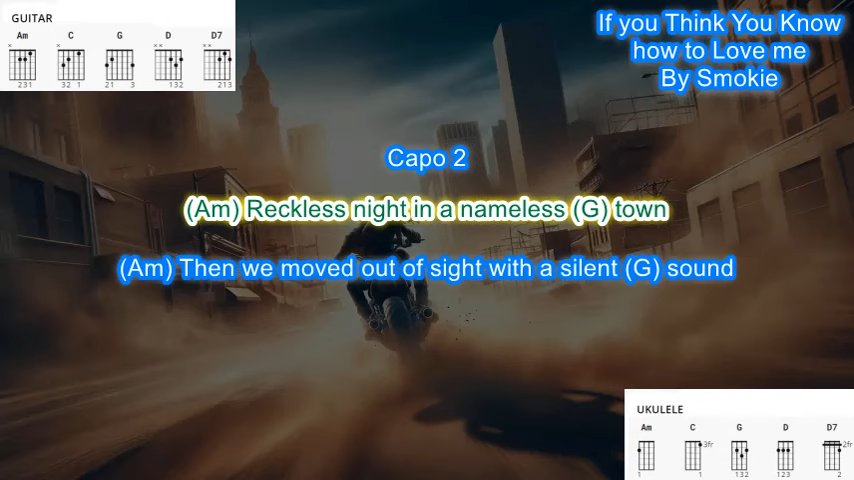 GUITAR
Am C G D D7
x x xx xx
231 32 1 21 3 132 213
If you Think You Know
how to Love me
By Smokie
Capo 2
(Am) Reckless night in a nameless (G) town
(Am) Then we moved out of sight with a silent (G) sound
UKULELE
Am C G D D7
3fr 2fr
1 1 132 123 2